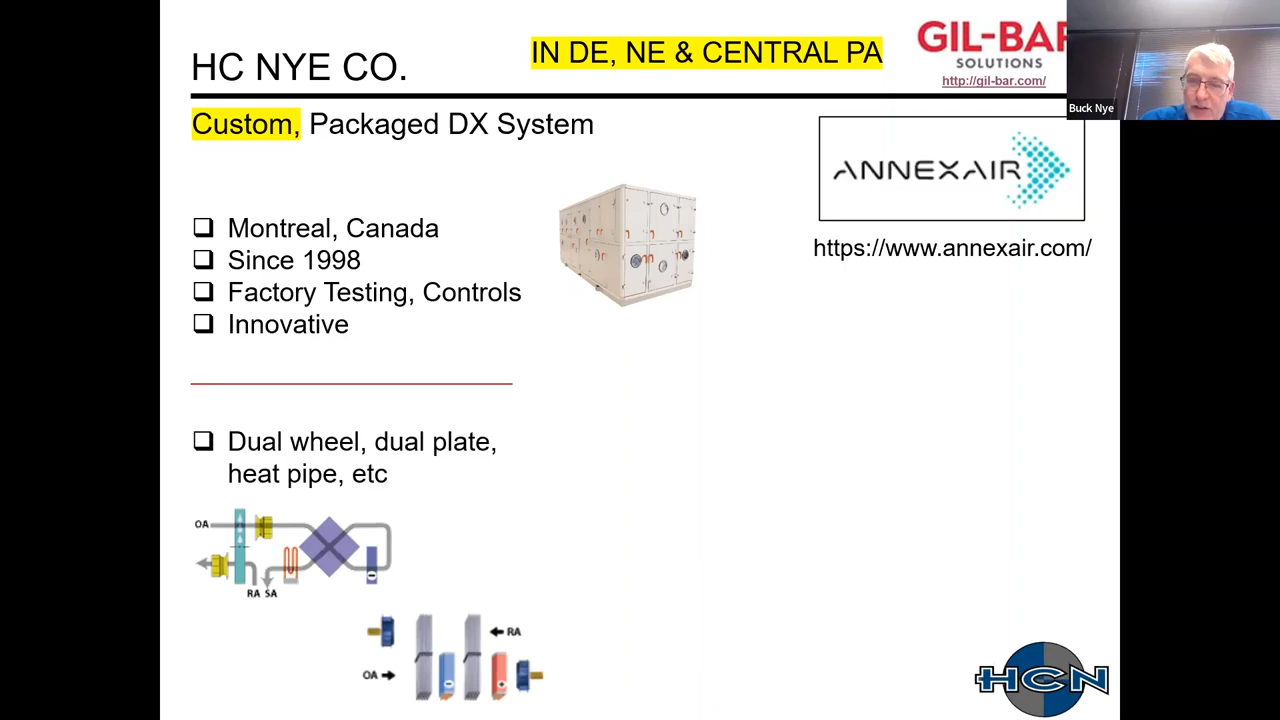 HC NYE CO.
IN DE, NE & CENTRAL PA
GIL-BAR
SOLUTIONS
http://gil-bar.com/
Buck Nye
Custom, Packaged DX System
ANNEXAIR
https://www.annexair.com/
Montreal, Canada
Since 1998
Factory Testing, Controls
Innovative
Dual wheel, dual plate,
heat pipe, etc
OA
RA SA
RA
OA
HCN